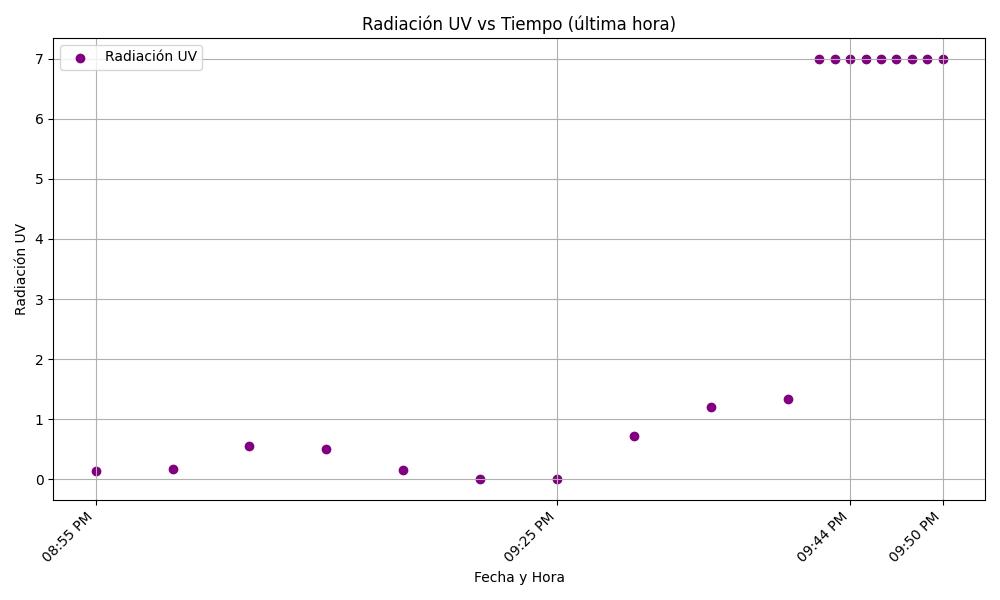 Radiación UV vs Tiempo (última hora)
Radiación UV
7
6
5
4
3
2
1
0
Radiación UV
08:55 PM
09:25 PM
09:44 PM
09:50 PM
Fecha y Hora